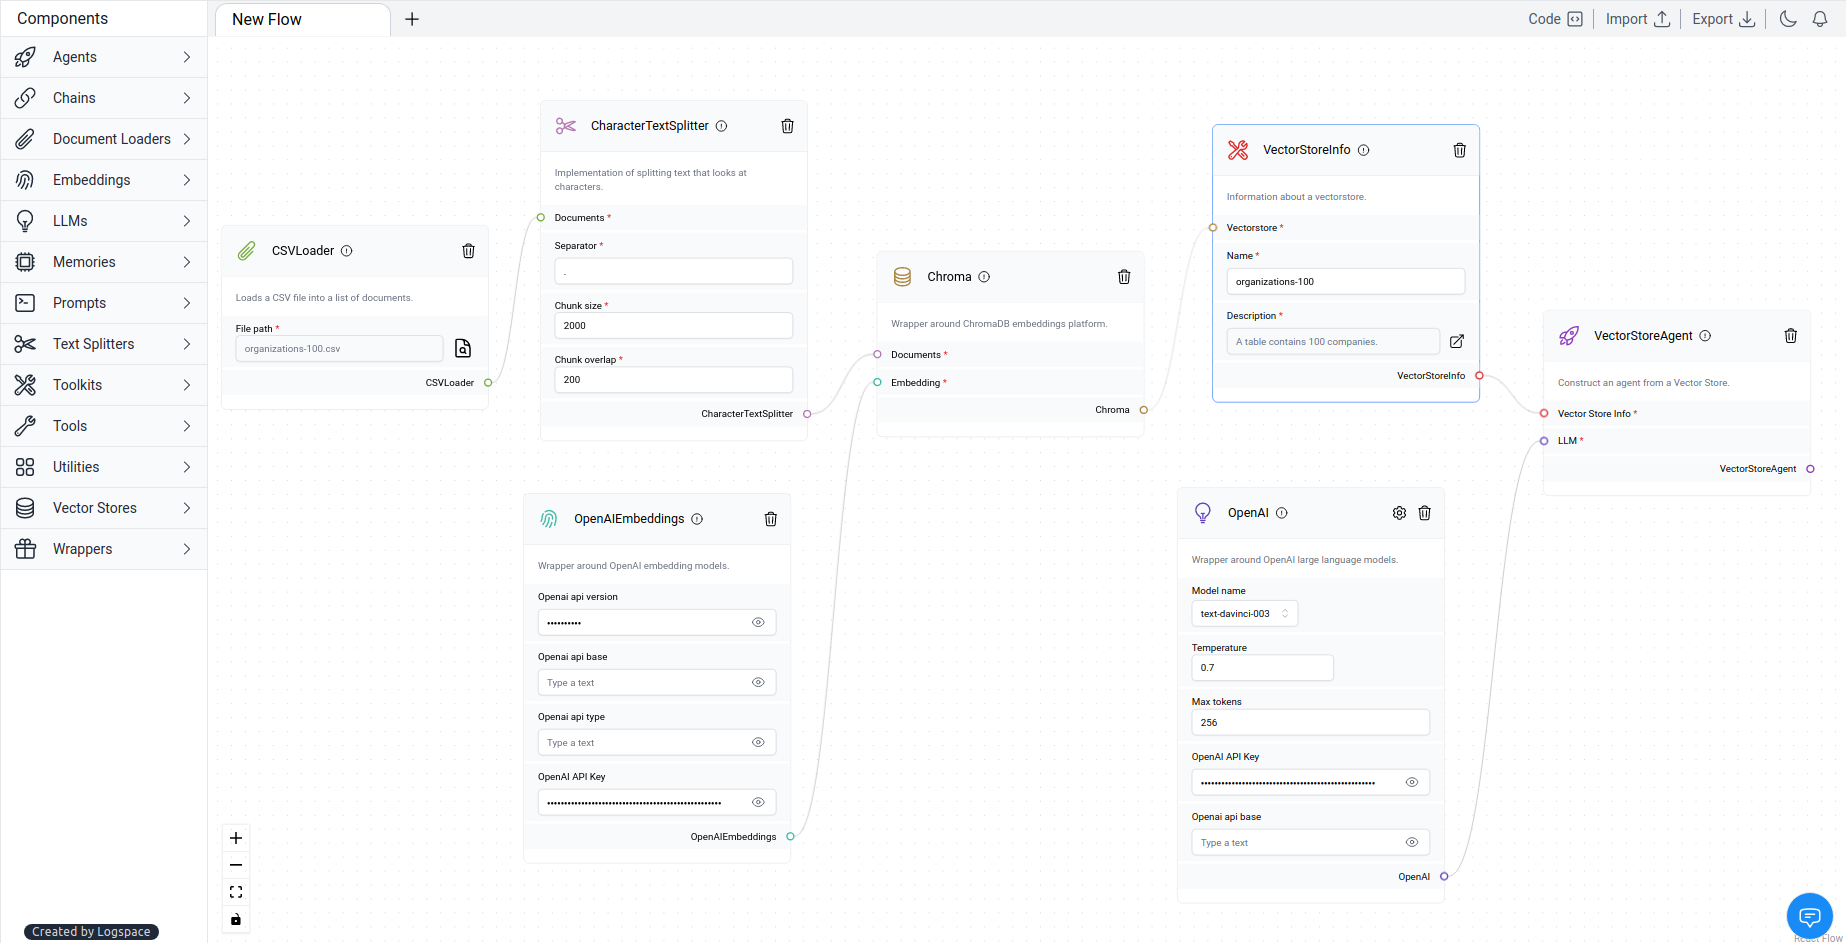 Components
New Flow
Code
Import
Export
Agents
Chains
Document Loaders
Embeddings
LLMs
Memories
Prompts
Text Splitters
Toolkits
Tools
Utilities
Vector Stores
Wrappers
Created by Logspace
CSVLoader
Loads a CSV file into a list of documents.
File path *
organizations-100.csv
CSVLoader
CharacterTextSplitter
Implementation of splitting text that looks at
characters.
Documents *
Separator *
.
Chunk size *
2000
Chunk overlap *
200
CharacterTextSplitter
OpenAIEmbeddings
Wrapper around OpenAI embedding models.
Openai api version
••••••••••
Openai api base
Type a text
Openai api type
Type a text
OpenAI API Key
•••••••••••••••••••••••••••••••••••••••••••••••••••
OpenAIEmbeddings
Chroma
Wrapper around ChromaDB embeddings platform.
Documents *
Embedding *
Chroma
VectorStoreInfo
Information about a vectorstore.
Vectorstore *
Name *
organizations-100
Description *
A table contains 100 companies.
VectorStoreInfo
OpenAI
Wrapper around OpenAI large language models.
Model name
text-davinci-003
Temperature
0.7
Max tokens
256
OpenAI API Key
•••••••••••••••••••••••••••••••••••••••••••••••••••
Openai api base
Type a text
OpenAI
VectorStoreAgent
Construct an agent from a Vector Store.
Vector Store Info *
LLM *
VectorStoreAgent
React Flow